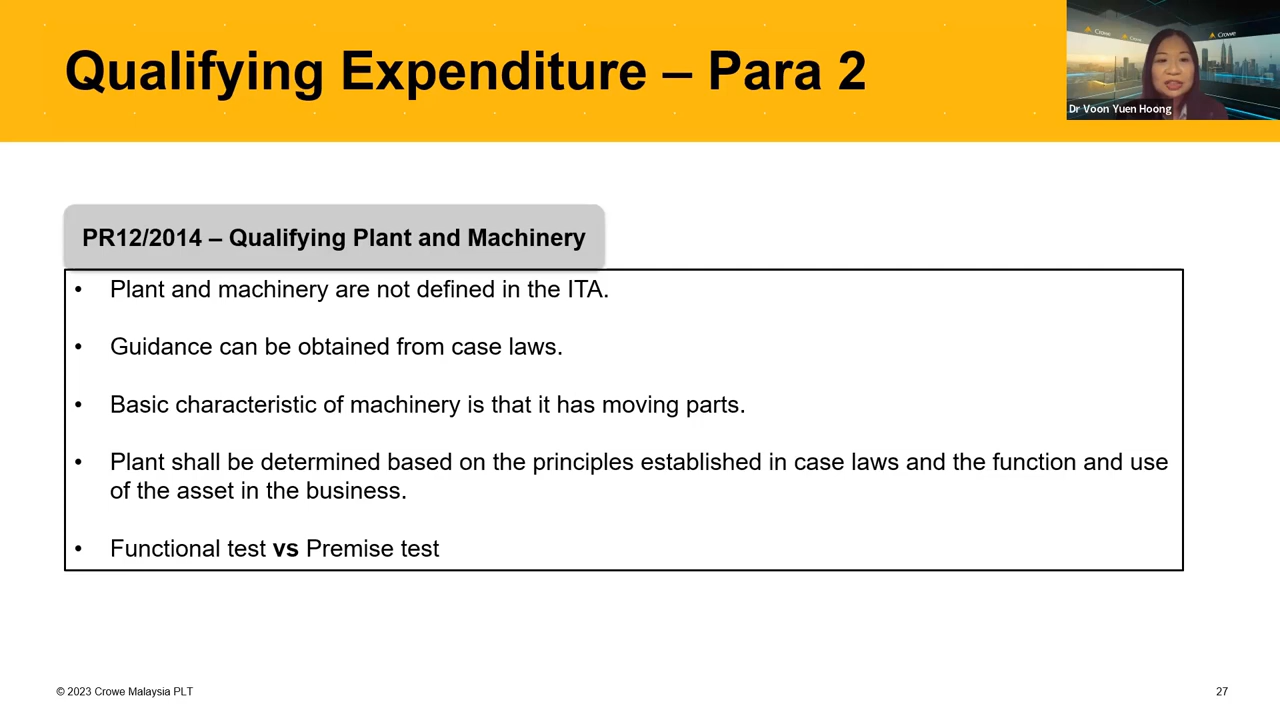 Qualifying Expenditure – Para 2
Crowe
Crowe
Crowe
Dr Voon Yuen Hoong
PR12/2014 – Qualifying Plant and Machinery
• Plant and machinery are not defined in the ITA.
• Guidance can be obtained from case laws.
• Basic characteristic of machinery is that it has moving parts.
• Plant shall be determined based on the principles established in case laws and the function and use
of the asset in the business.
• Functional test vs Premise test
© 2023 Crowe Malaysia PLT
27